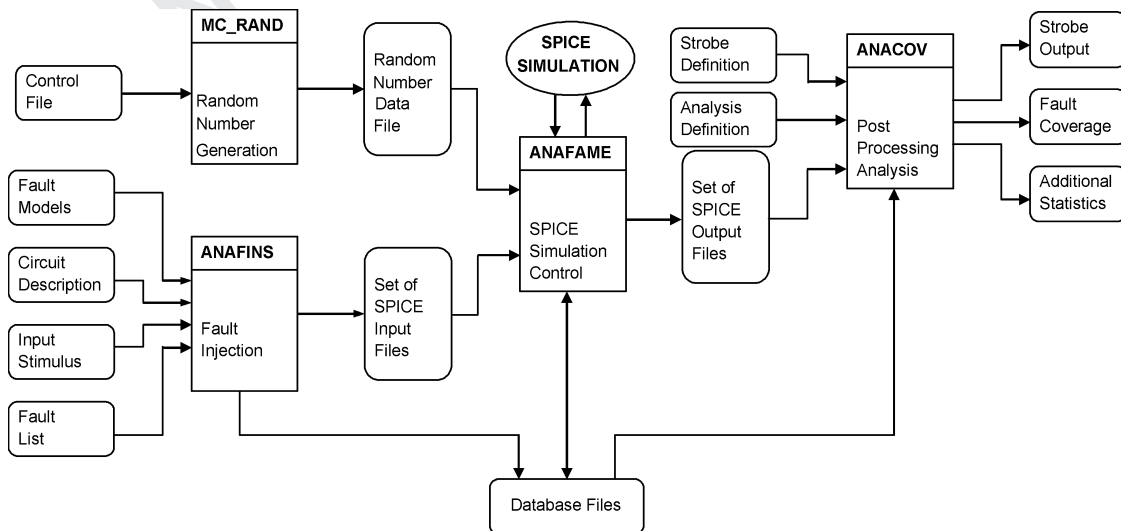 Control
File
MC_RAND
Random
Number
Generation
Random
Number
Data
File
SPICE
SIMULATION
Strobe
Definition
Analysis
Definition
ANACOV
Post
Processing
Analysis
Strobe
Output
Fault
Coverage
Additional
Statistics
Fault
Models
Circuit
Description
Input
Stimulus
Fault
List
ANAFINS
Fault
Injection
Set of
SPICE
Input
Files
ANAFAME
SPICE
Simulation
Control
Set of
SPICE
Output
Files
Database Files